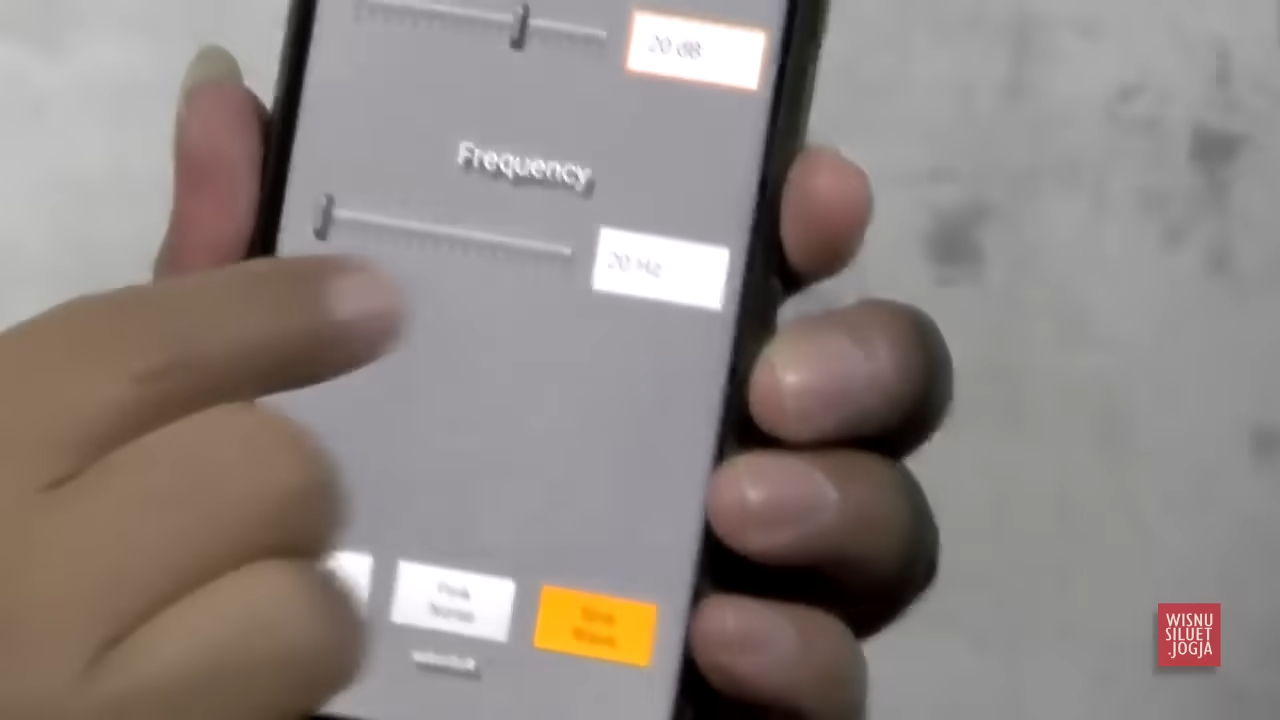 20 dB
Frequency
20 Hz
Pink
Noise
Sine
Wave
WISNU
SILUET
.JOGJA